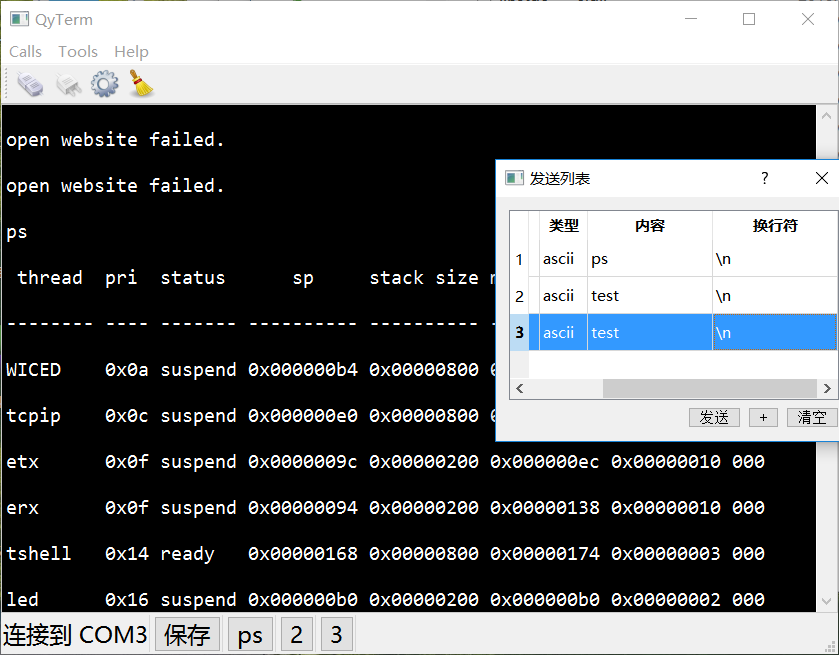 QyTerm
Calls Tools Help
open website failed.
open website failed.
ps
thread pri status sp stack size
-------- ---- ------- ---------- ----------
WICED 0x0a suspend 0x000000b4 0x00000800
tcpip 0x0c suspend 0x000000e0 0x00000800
etx 0x0f suspend 0x0000009c 0x00000200 0x000000ec 0x00000010 000
erx 0x0f suspend 0x00000094 0x00000200 0x00000138 0x00000010 000
tshell 0x14 ready 0x00000168 0x00000800 0x00000174 0x00000003 000
led 0x16 suspend 0x000000b0 0x00000200 0x000000b0 0x00000002 000
发送列表 ?
类型 内容 换行符
1 ascii ps \n
2 ascii test \n
3 ascii test \n
发送 + 清空
连接到 COM3 保存 ps 2 3